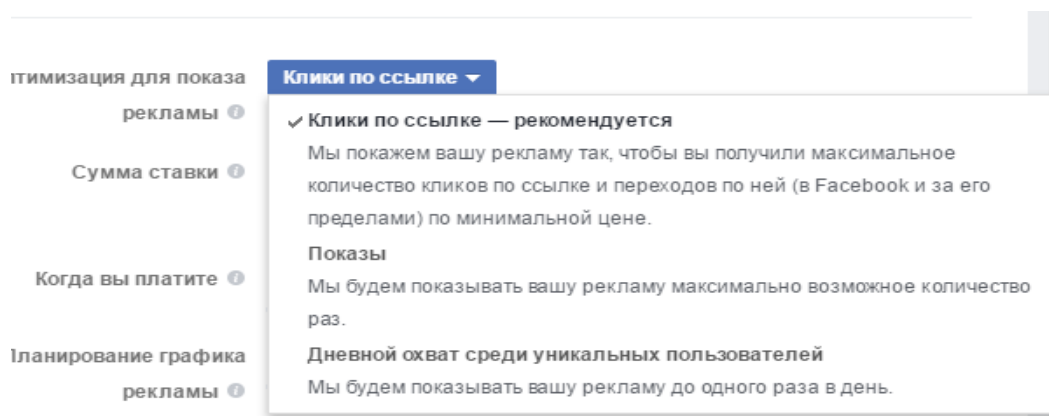 тимизация для показа
рекламы
Клики по ссылке
Клики по ссылке — рекомендуется
Мы покажем вашу рекламу так, чтобы вы получили максимальное
количество кликов по ссылке и переходов по ней (в Facebook и за его
пределами) по минимальной цене.
Сумма ставки
Показы
Мы будем показывать вашу рекламу максимально возможное количество
раз.
Когда вы платите
Дневной охват среди уникальных пользователей
Мы будем показывать вашу рекламу до одного раза в день.
Планирование графика
рекламы